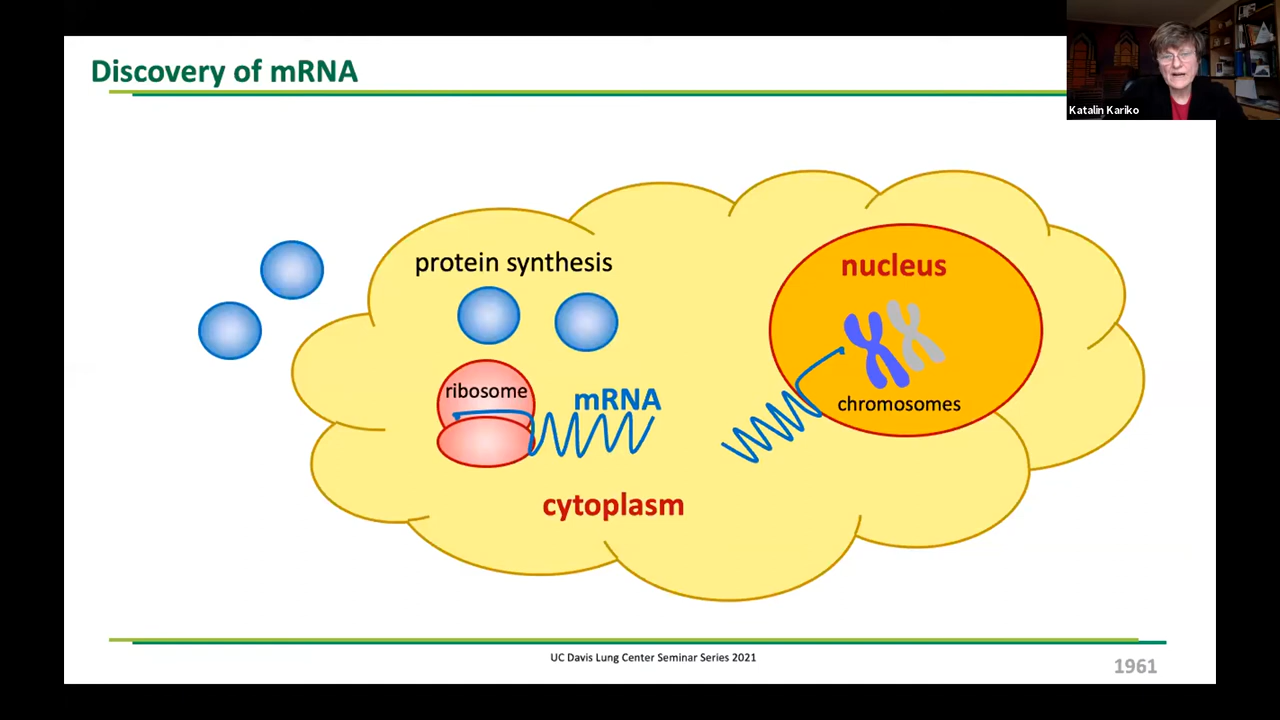 Discovery of mRNA
Katalin Kariko
protein synthesis
nucleus
ribosome
mRNA
chromosomes
cytoplasm
UC Davis Lung Center Seminar Series 2021
1961